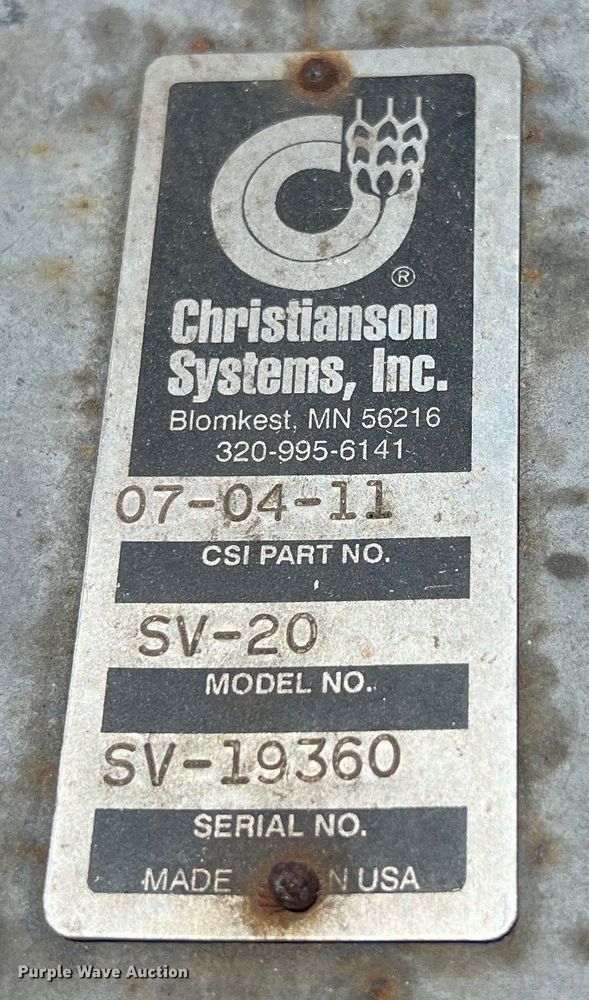 ®
Christianson
Systems, Inc.
Blomkest, MN 56216
320-995-6141
07-04-11
CSI PART NO.
SV-20
MODEL NO.
SV-19360
SERIAL NO.
MADE N USA
Purple Wave Auction